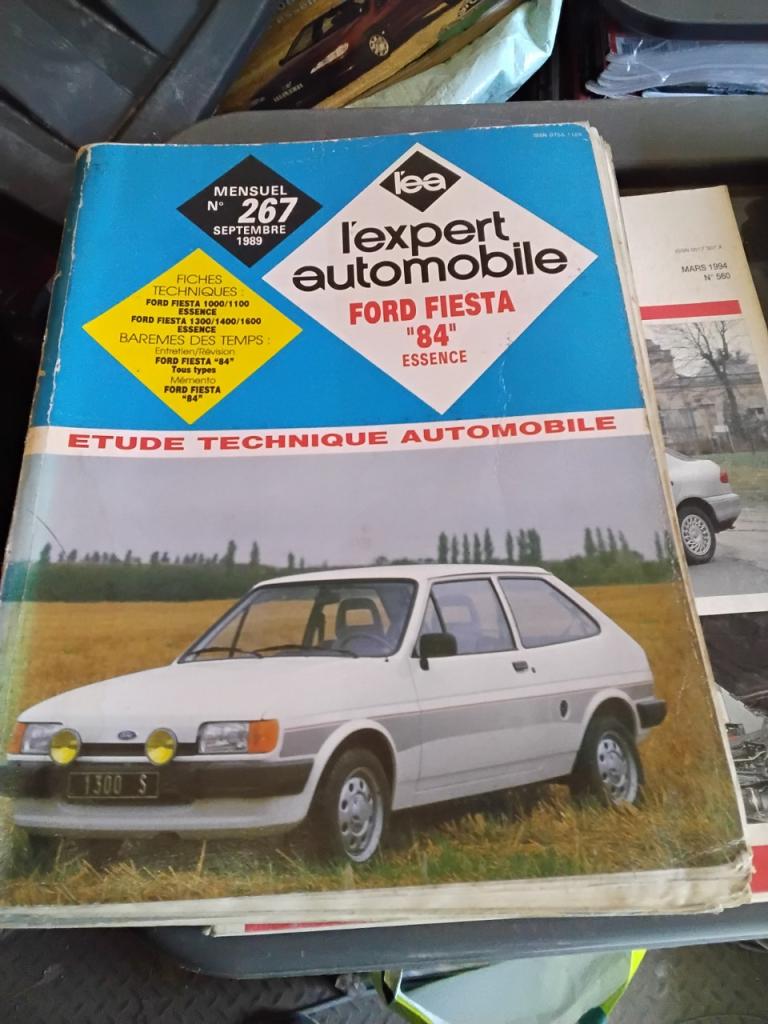 MENSUEL
N° 267
SEPTEMBRE
1989
l'ea
l'expert
automobile
FORD FIESTA
"84"
ESSENCE
FICHES
TECHNIQUES :
FORD FIESTA 1000/1100
ESSENCE
FORD FIESTA 1300/1400/1600
ESSENCE
BAREMES DES TEMPS :
Entretien/Révision
FORD FIESTA "84"
Tous types
Mémento
FORD FIESTA
"84"
ETUDE TECHNIQUE AUTOMOBILE
1300 S
MARS 1994
N° 560